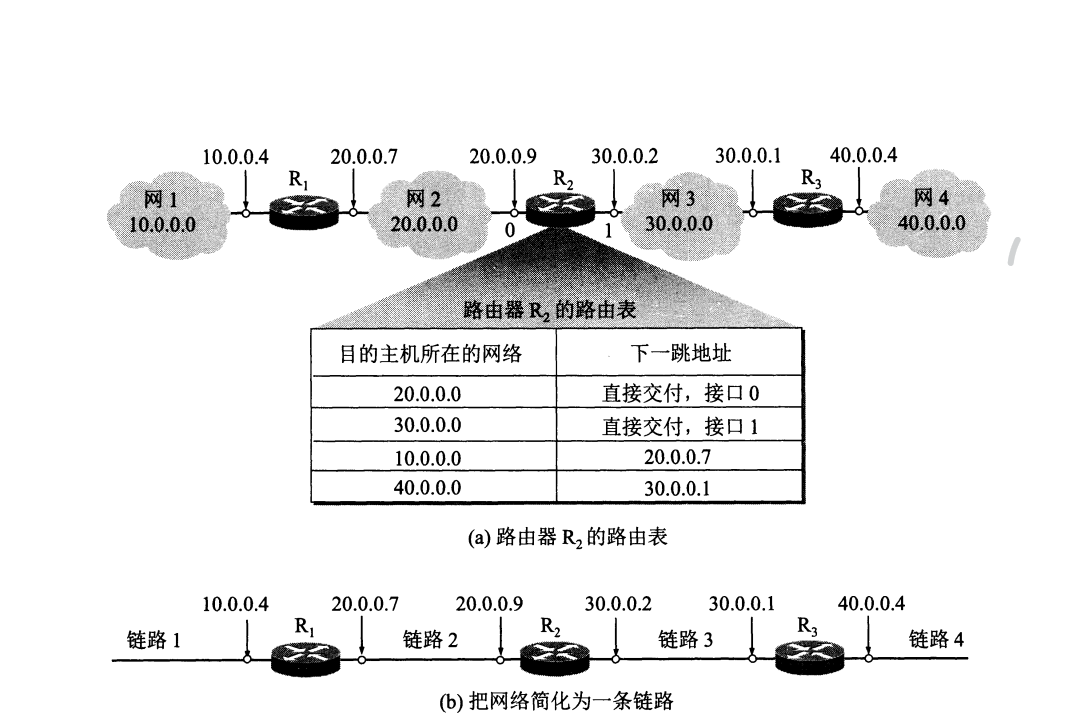 10.0.0.4 20.0.0.7 20.0.0.9 30.0.0.2 30.0.0.1 40.0.0.4
R1 R2 R3
网 1 网 2 网 3 网 4
10.0.0.0 20.0.0.0 0 1 30.0.0.0 40.0.0.0
路由器 R2 的路由表
目的主机所在的网络 下一跳地址
20.0.0.0 直接交付，接口 0
30.0.0.0 直接交付，接口 1
10.0.0.0 20.0.0.7
40.0.0.0 30.0.0.1
(a) 路由器 R2 的路由表
10.0.0.4 20.0.0.7 20.0.0.9 30.0.0.2 30.0.0.1 40.0.0.4
链路 1 R1 链路 2 R2 链路 3 R3 链路 4
(b) 把网络简化为一条链路